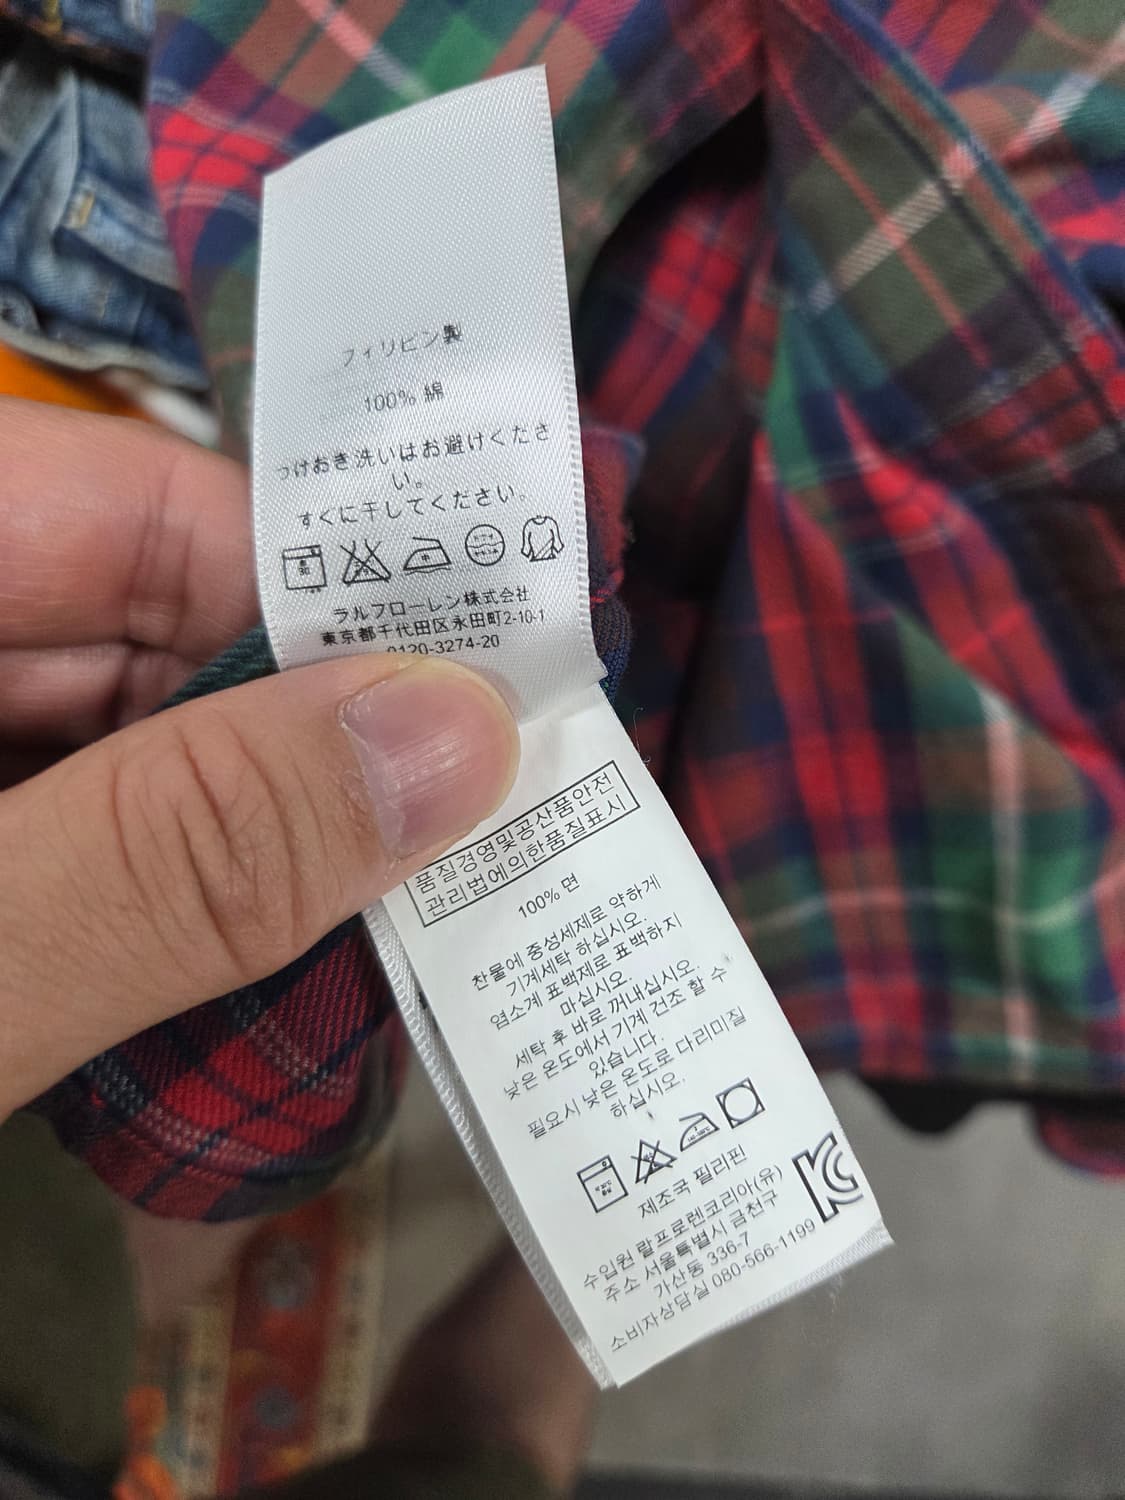 フィリピン製
100% 綿
つけおき洗いはお避けくださ
い。
すぐに干してください。
中
ラルフローレン株式会社
東京都千代田区永田町2-10-1
0120-3274-20
품질경영및공산품안전
관리법에의한품질표시
100% 면
찬물에 중성세제로 약하게
기계세탁 하십시오.
염소계 표백제로 표백하지
마십시오.
세탁 후 바로 꺼내십시오.
낮은 온도에서 기계 건조 할 수
있습니다.
필요시 낮은 온도로 다리미질
하십시오.
제조국 필리핀
수입원 랄프로렌코리아(유)
주소 서울특별시 금천구
가산동 336-7
소비자상담실 080-566-1199